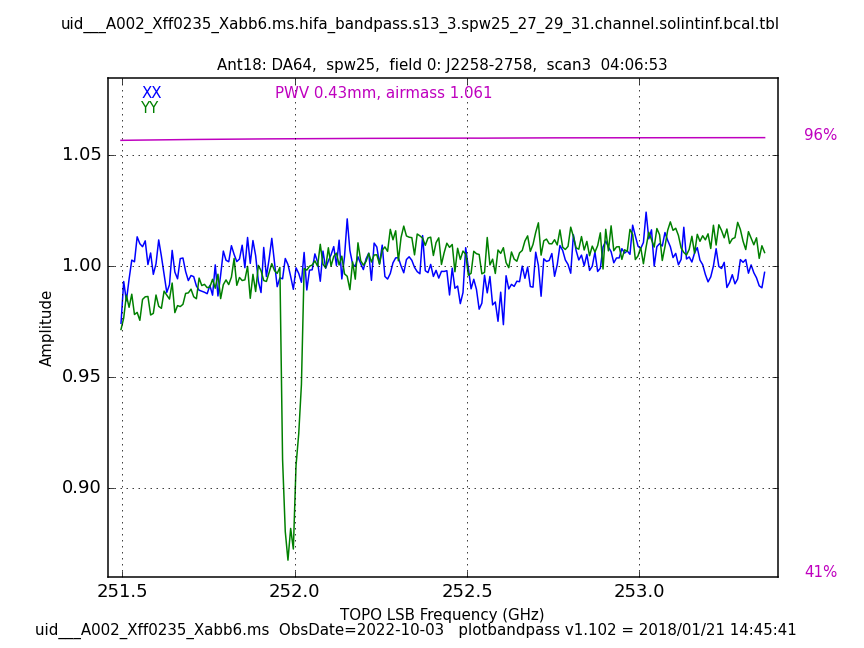 uid___A002_Xff0235_Xabb6.ms.hifa_bandpass.s13_3.spw25_27_29_31.channel.solintinf.bcal.tbl
Ant18: DA64,  spw25,  field 0: J2258-2758,  scan3  04:06:53
XX
PWV 0.43mm, airmass 1.061
YY
96%
1.05
1.00
0.95
0.90
Amplitude
41%
251.5 252.0 252.5 253.0
TOPO LSB Frequency (GHz)
uid___A002_Xff0235_Xabb6.ms  ObsDate=2022-10-03   plotbandpass v1.102 = 2018/01/21 14:45:41